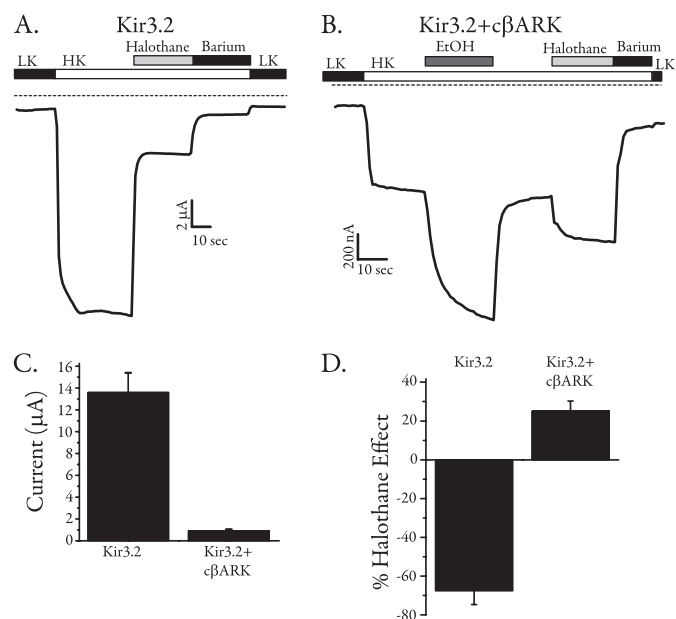 A.
Kir3.2
Halothane
Barium
LK
HK
LK
2 μA
10 sec
B.
Kir3.2+cβARK
EtOH
Halothane
Barium
LK
HK
LK
200 nA
10 sec
C.
Current (μA)
16
14
12
10
8
6
4
2
0
Kir3.2
Kir3.2+
cβARK
D.
Kir3.2
Kir3.2+
cβARK
% Halothane Effect
40
20
0
-20
-40
-60
-80